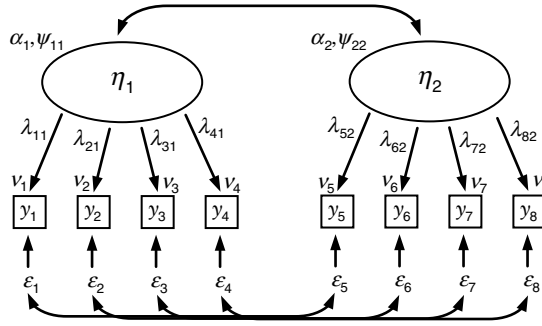 α₁, ψ₁₁ α₂, ψ₂₂
η₁ η₂
λ₁₁ λ₂₁ λ₃₁ λ₄₁ λ₅₂ λ₆₂ λ₇₂ λ₈₂
ν₁ ν₂ ν₃ ν₄ ν₅ ν₆ ν₇ ν
y₁ y₂ y₃ y₄ y₅ y₆ y₇ y₈
ε₁ ε₂ ε₃ ε₄ ε₅ ε₆ ε₇ ε₈